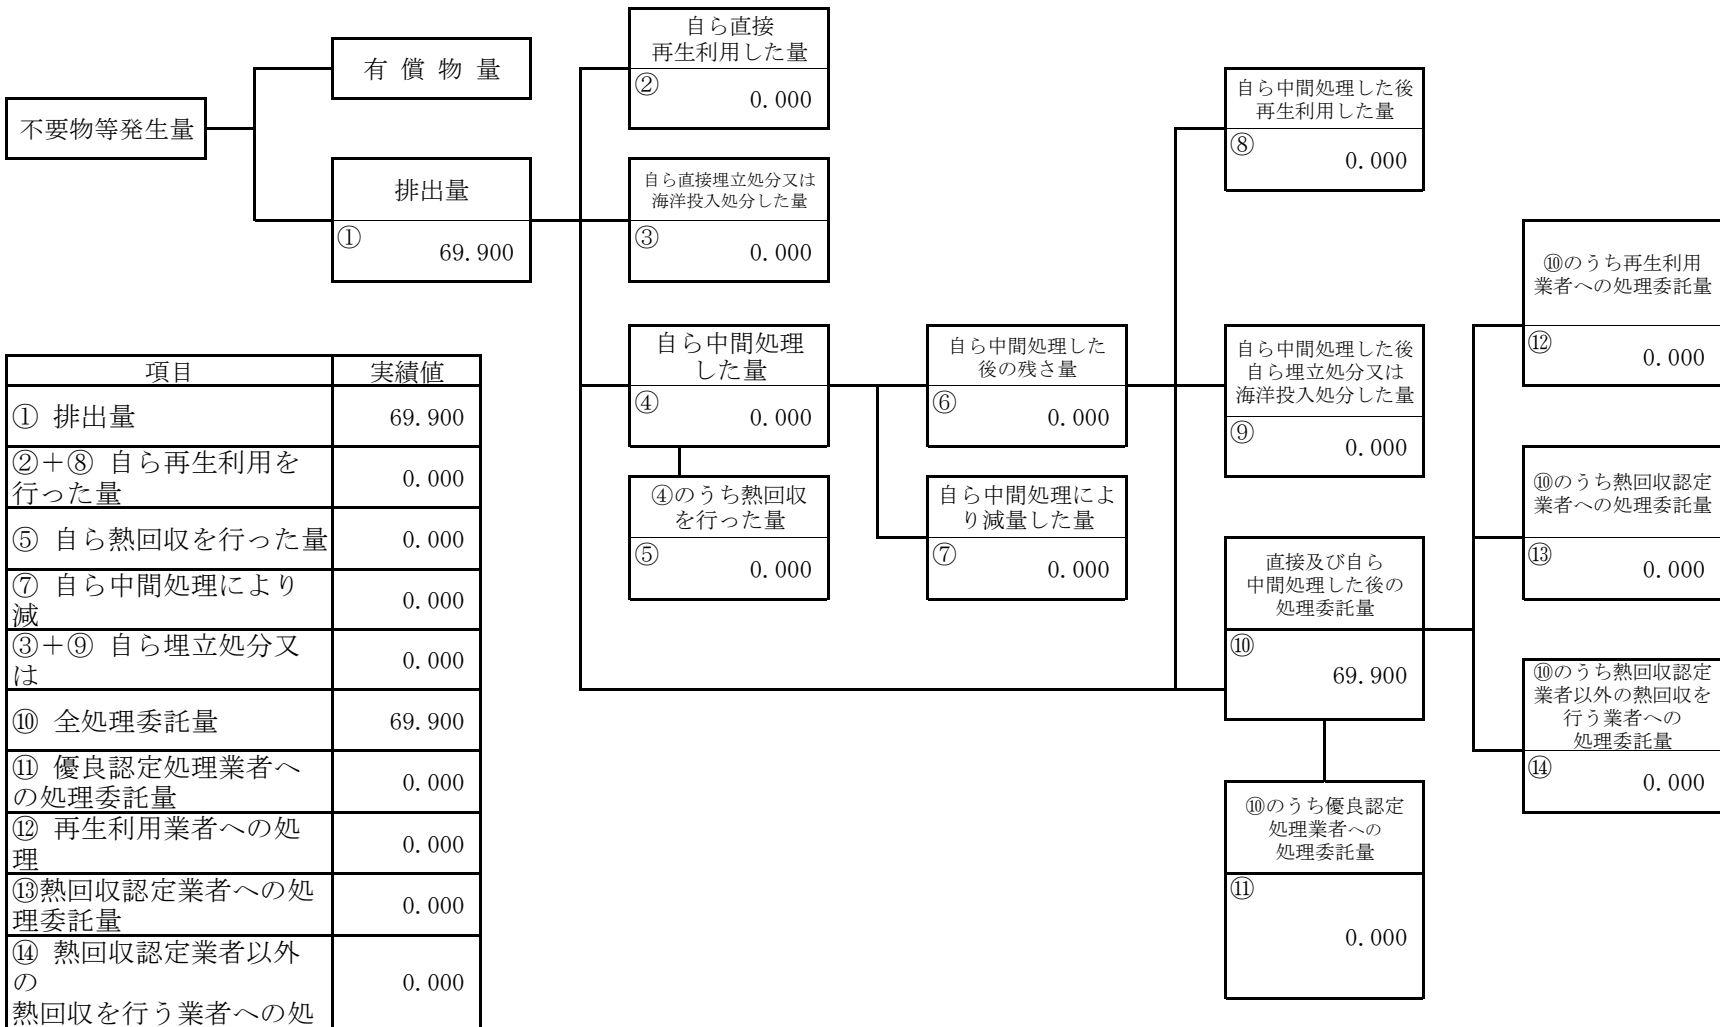 不要物等発生量
有 償 物 量
排出量
①
69.900
自ら直接
再生利用した量
②
0.000
自ら直接埋立処分又は
海洋投入処分した量
③
0.000
自ら中間処理
した量
④
0.000
④のうち熱回収
を行った量
⑤
0.000
自ら中間処理した
後の残さ量
⑥
0.000
自ら中間処理によ
り減量した量
⑦
0.000
自ら中間処理した後
再生利用した量
⑧
0.000
自ら中間処理した後
自ら埋立処分又は
海洋投入処分した量
⑨
0.000
直接及び自ら
中間処理した後の
処理委託量
⑩
69.900
⑩のうち優良認定
処理業者への
処理委託量
⑪
0.000
⑩のうち再生利用
業者への処理委託量
⑫
0.000
⑩のうち熱回収認定
業者への処理委託量
⑬
0.000
⑩のうち熱回収認定
業者以外の熱回収を
行う業者への
処理委託量
⑭
0.000
項目 実績値
① 排出量 69.900
②＋⑧ 自ら再生利用を
行った量 0.000
⑤ 自ら熱回収を行った量 0.000
⑦ 自ら中間処理により
減 0.000
③＋⑨ 自ら埋立処分又
は 0.000
⑩ 全処理委託量 69.900
⑪ 優良認定処理業者へ
の処理委託量 0.000
⑫ 再生利用業者への処
理 0.000
⑬熱回収認定業者への処
理委託量 0.000
⑭ 熱回収認定業者以外
の 0.000
熱回収を行う業者への処